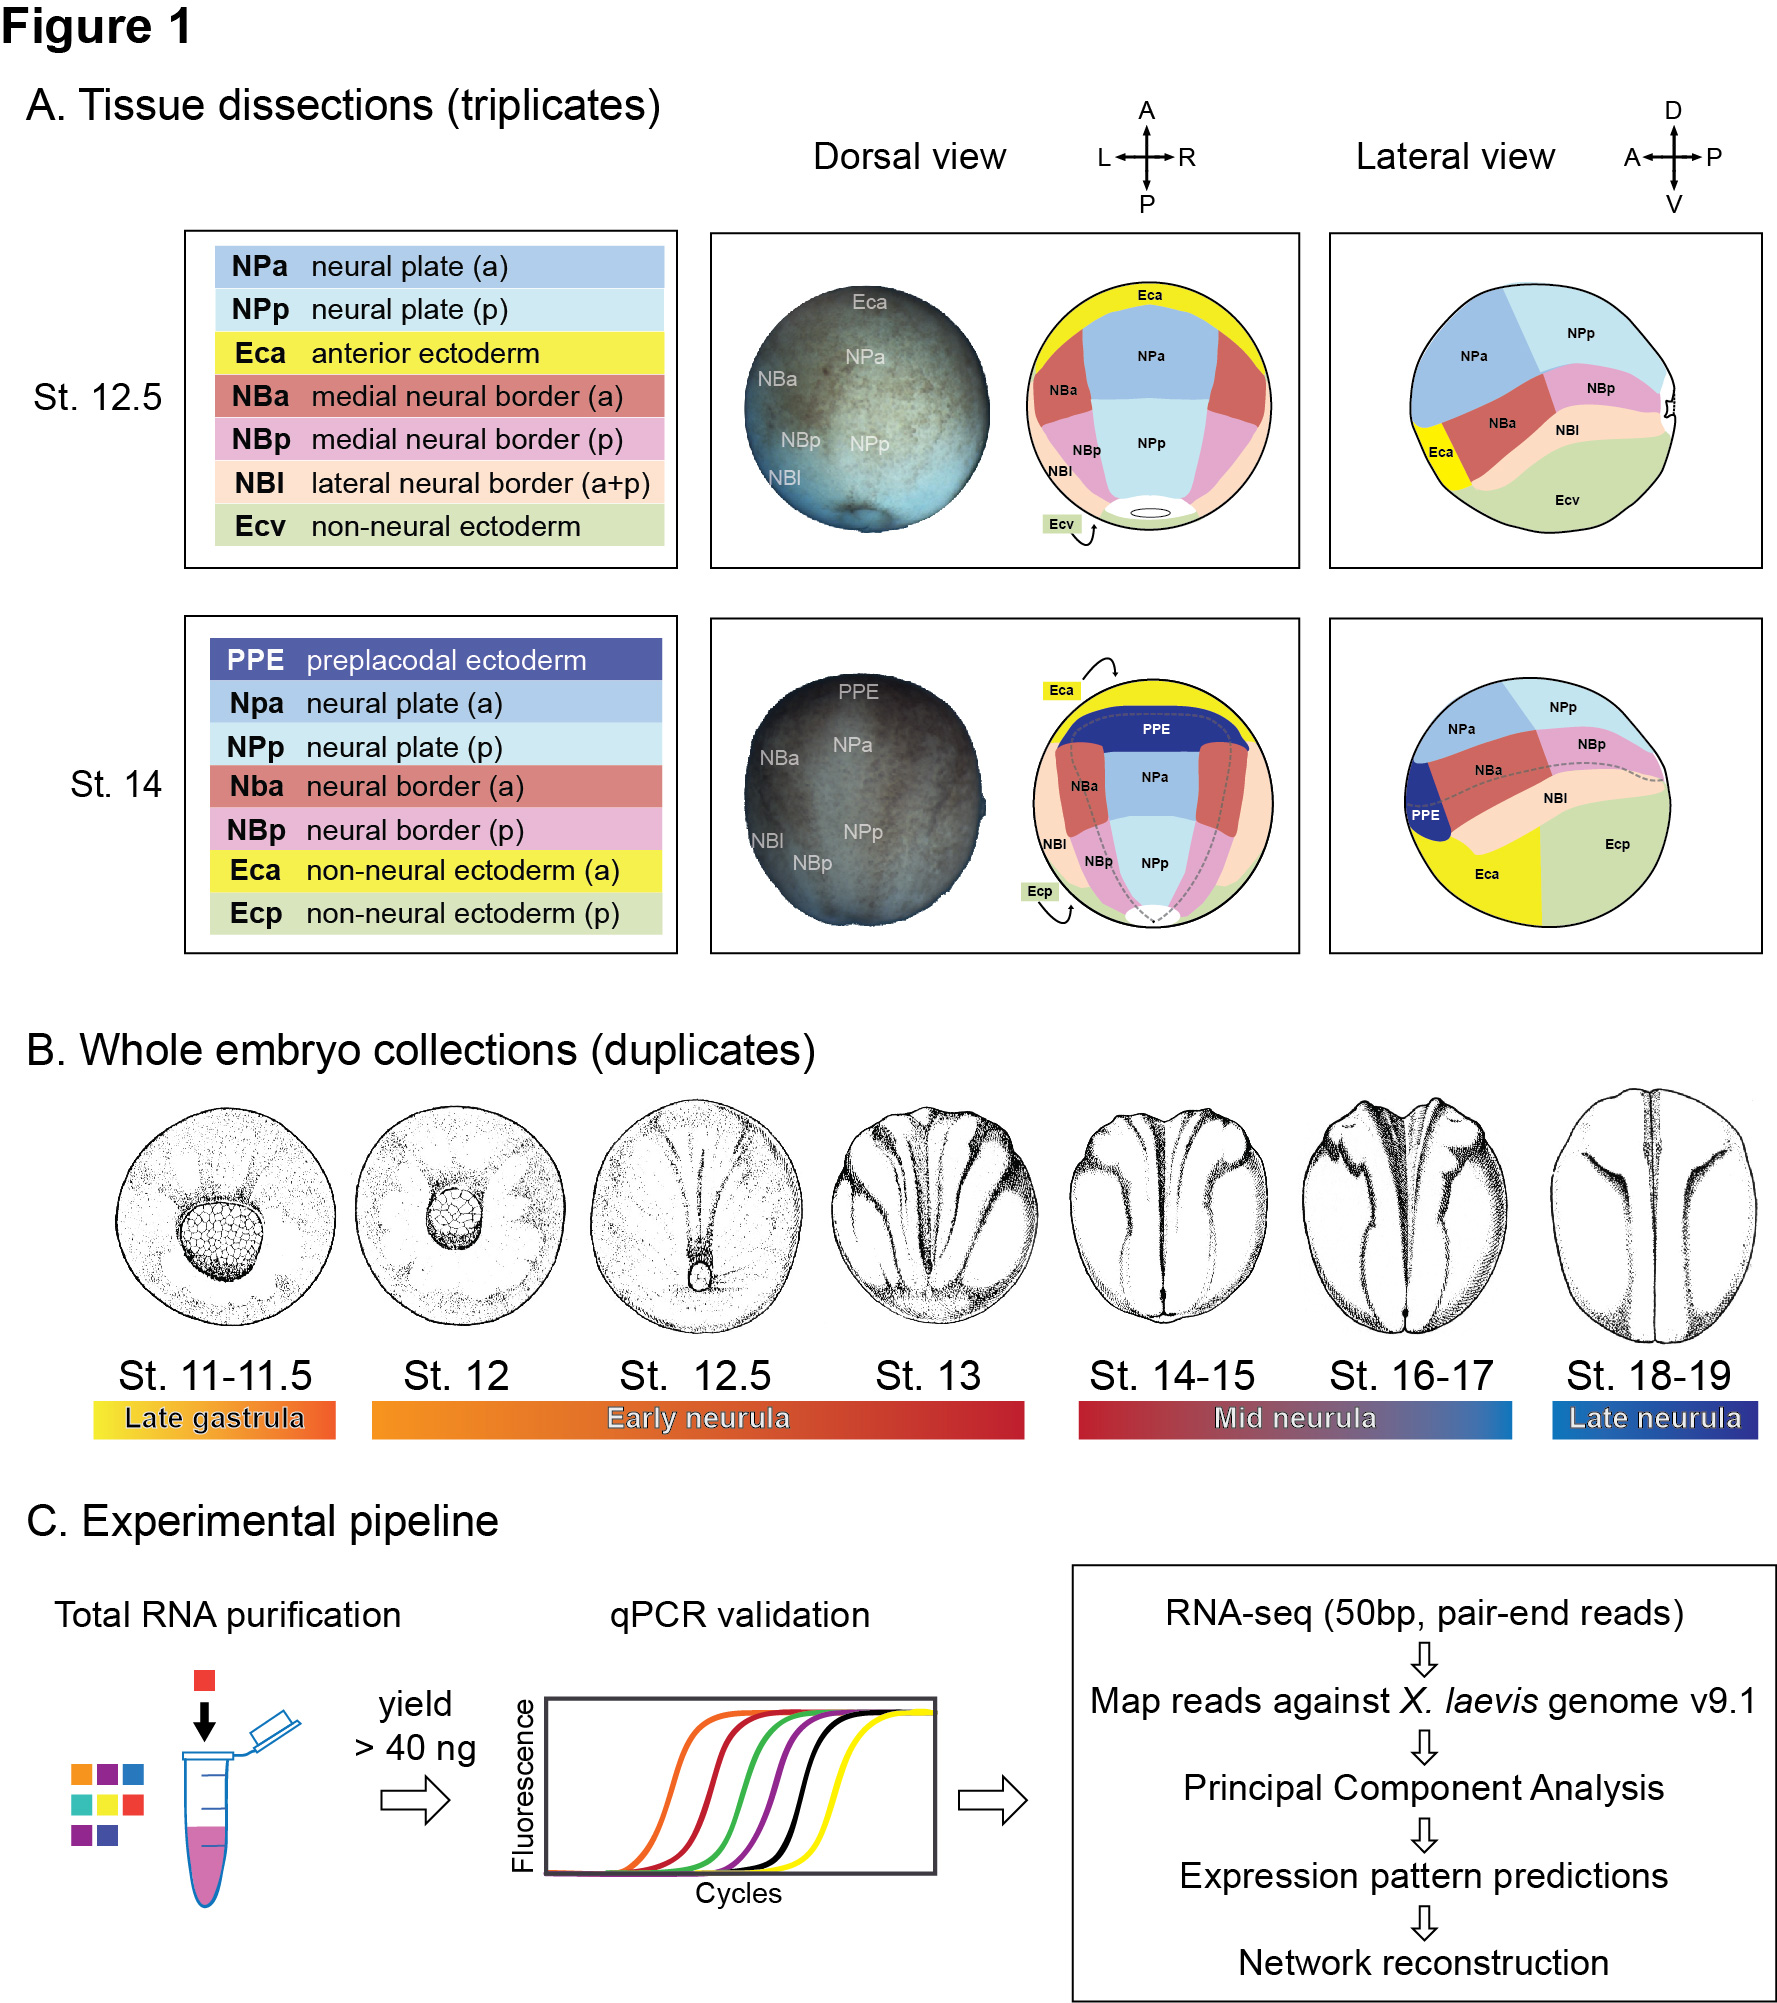 Figure 1
A. Tissue dissections (triplicates)
Dorsal view
A
L
R
P
Lateral view
D
A
P
V
St. 12.5
NPa neural plate (a)
NPp neural plate (p)
Eca anterior ectoderm
NBa medial neural border (a)
NBp medial neural border (p)
NBl lateral neural border (a+p)
Ecv non-neural ectoderm
Eca
NPa
NBa
NBp
NPp
NBl
Eca
NPa
NBa
NBp
NPp
NBl
Ecv
NPp
NPa
NBp
NBa
NBl
Eca
Ecv
St. 14
PPE preplacodal ectoderm
Npa neural plate (a)
NPp neural plate (p)
Nba neural border (a)
NBp neural border (p)
Eca non-neural ectoderm (a)
Ecp non-neural ectoderm (p)
PPE
NPa
NBa
NPp
NBl
NBp
Eca
PPE
NPa
NBa
NBl
NBp
NPp
Ecp
NPp
NPa
NBp
NBa
NBl
PPE
Ecp
Eca
B. Whole embryo collections (duplicates)
St. 11-11.5
St. 12
St. 12.5
St. 13
St. 14-15
St. 16-17
St. 18-19
Late gastrula
Early neurula
Mid neurula
Late neurula
C. Experimental pipeline
Total RNA purification
yield
> 40 ng
qPCR validation
Fluorescence
Cycles
RNA-seq (50bp, pair-end reads)
Map reads against X. laevis genome v9.1
Principal Component Analysis
Expression pattern predictions
Network reconstruction